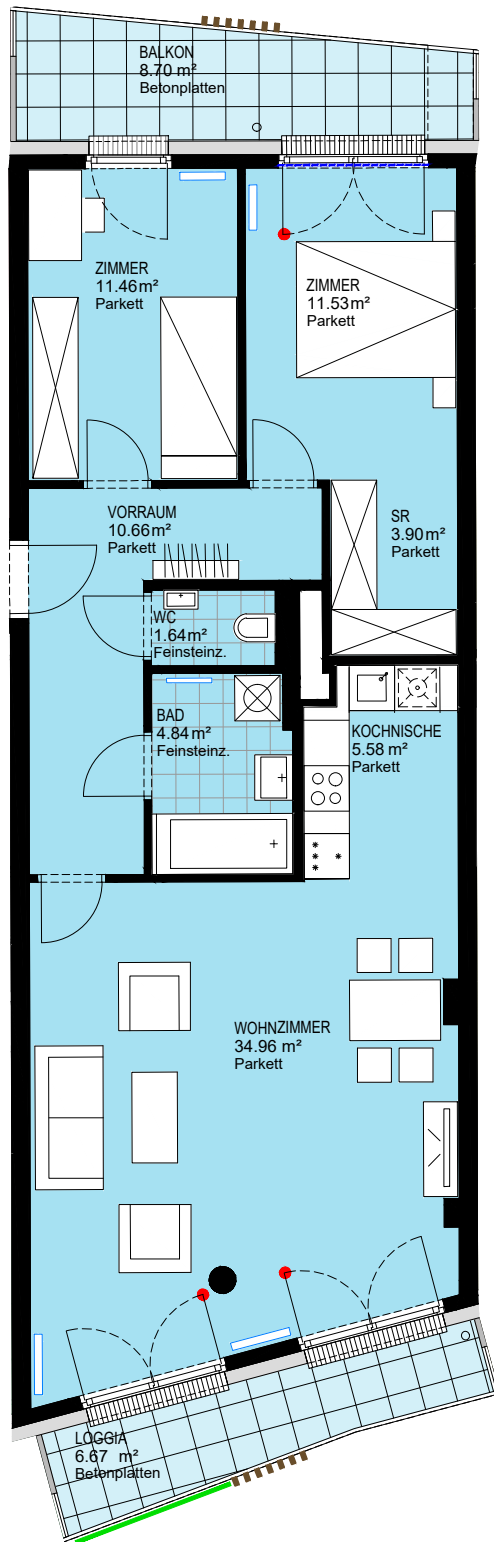 BALKON
8.70 m²
Betonplatten
ZIMMER
11.46m²
Parkett
ZIMMER
11.53m²
Parkett
VORRAUM
10.66m²
Parkett
SR
3.90m²
Parkett
WC
1.64m²
Feinsteinz.
BAD
4.84m²
Feinsteinz.
KOCHNISCHE
5.58 m²
Parkett
WOHNZIMMER
34.96 m²
Parkett
LOGGIA
6.67 m²
Betonplatten